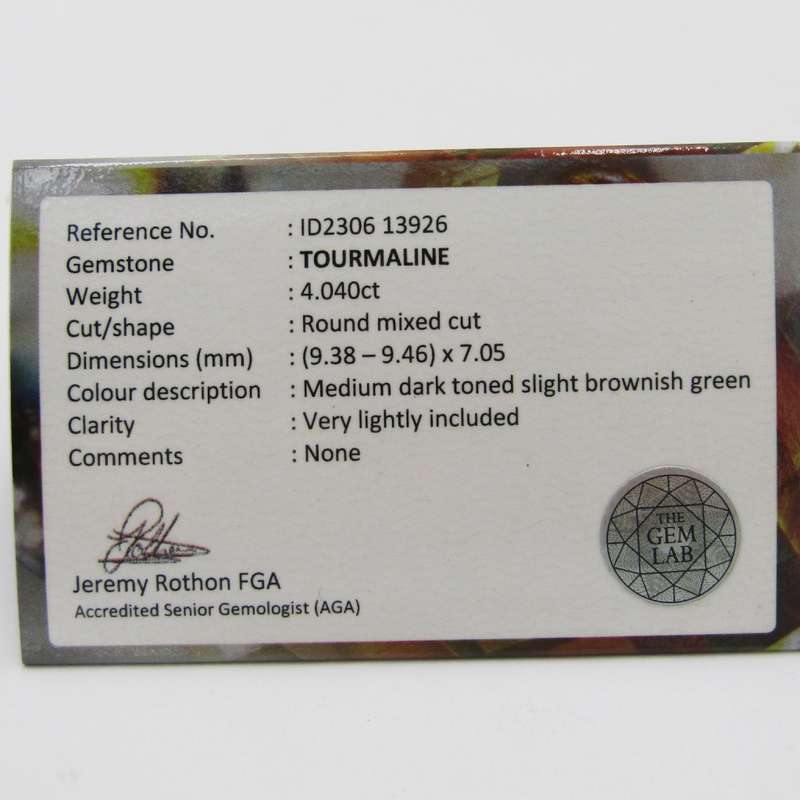 Reference No. : ID2306 13926
Gemstone : TOURMALINE
Weight : 4.040ct
Cut/shape : Round mixed cut
Dimensions (mm) : (9.38 – 9.46) x 7.05
Colour description : Medium dark toned slight brownish green
Clarity : Very lightly included
Comments : None
Jeremy Rothon FGA
Accredited Senior Gemologist (AGA)
THE
GEM
LAB